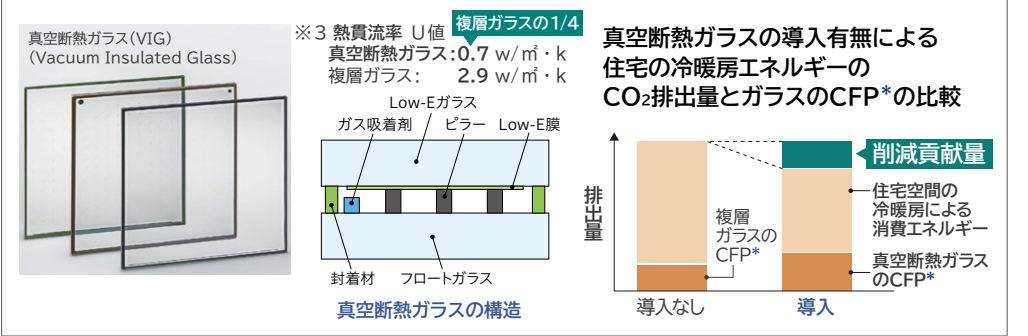 真空断熱ガラス(VIG)
(Vacuum Insulated Glass)
※3 熱貫流率 U値
複層ガラスの1/4
真空断熱ガラス:0.7 w/㎡・k
複層ガラス: 2.9 w/㎡・k
Low-Eガラス
ガス吸着剤
ピラー
Low-E膜
封着材
フロートガラス
真空断熱ガラスの構造
真空断熱ガラスの導入有無による
住宅の冷暖房エネルギーの
CO₂排出量とガラスのCFP*の比較
排出量
削減貢献量
住宅空間の
冷暖房による
消費エネルギー
複層
ガラスの
CFP*
真空断熱ガラス
のCFP*
導入なし
導入